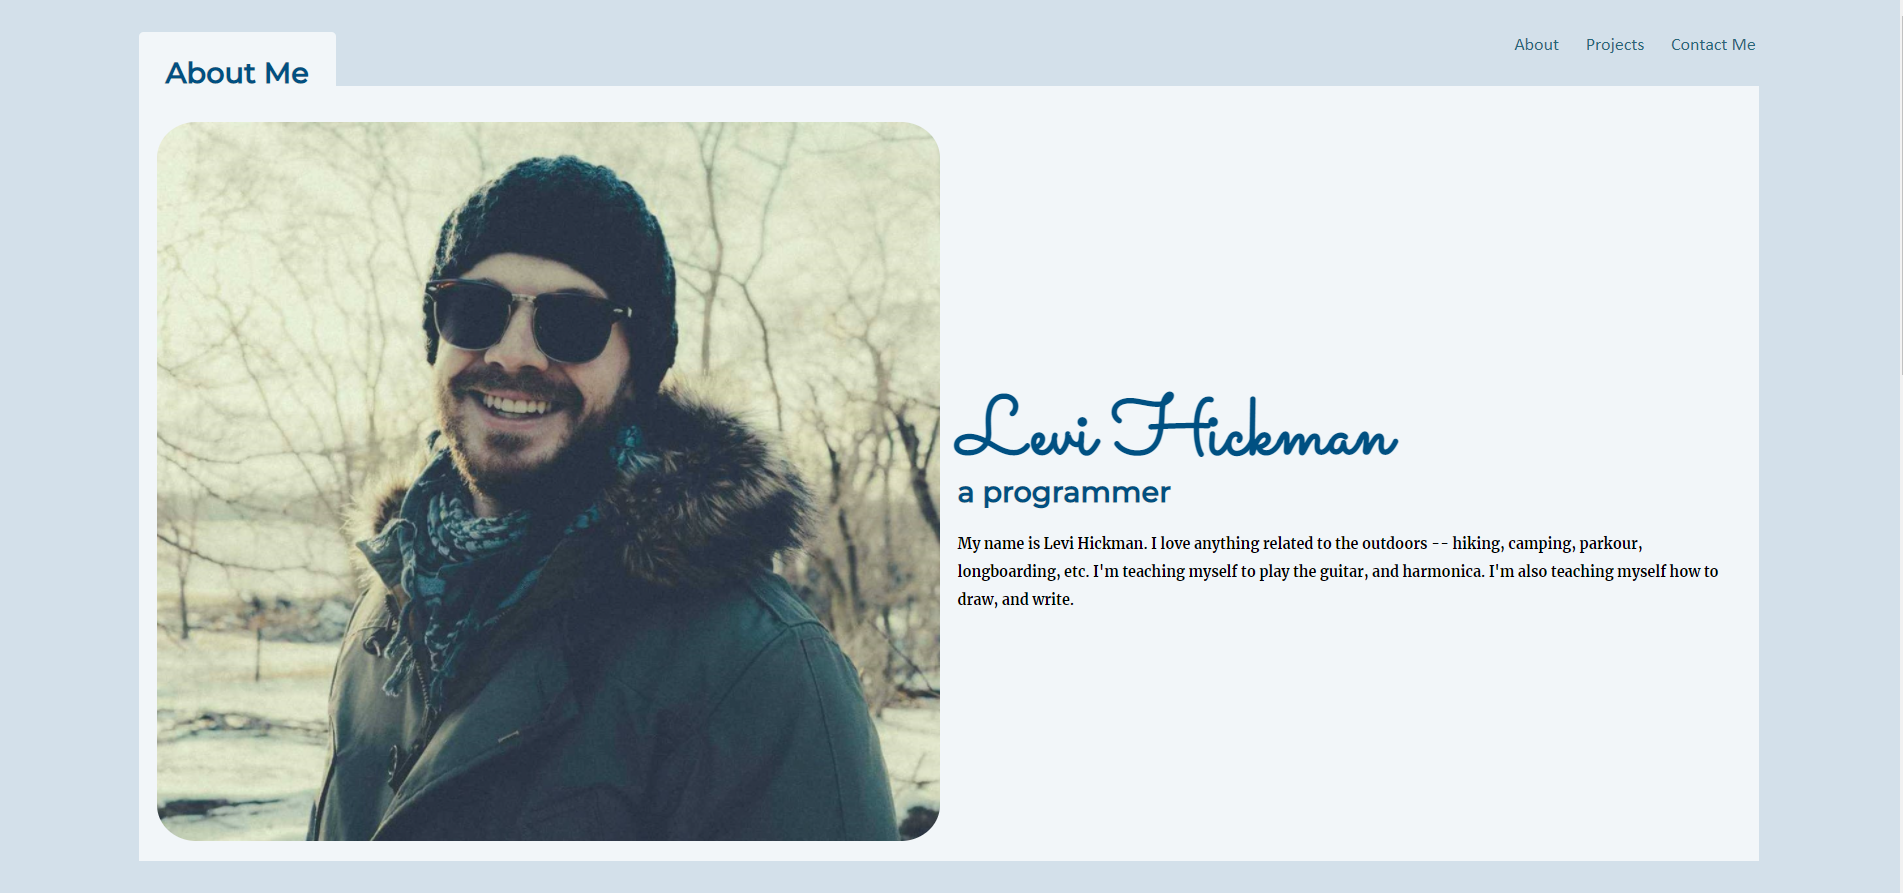 About Me
About Projects Contact Me
Levi Hickman
a programmer
My name is Levi Hickman. I love anything related to the outdoors -- hiking, camping, parkour,
longboarding, etc. I'm teaching myself to play the guitar, and harmonica. I'm also teaching myself how to
draw, and write.